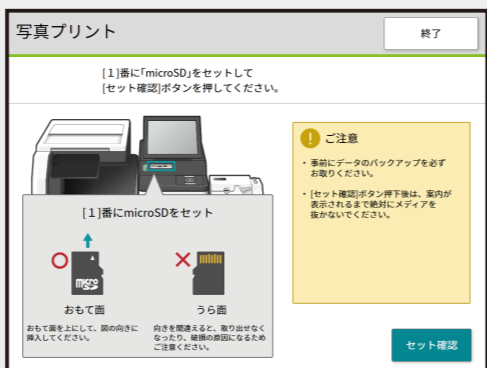 写真プリント
終了
[1]番に「microSD」をセットして
[セット確認]ボタンを押してください。
[1]番にmicroSDをセット
micro
SD
おもて面
おもて面を上にして、図の向きに
挿入してください。
うら面
向きを間違えると、取り出せなく
なったり、破損の原因になるため
ご注意ください。
ご注意
・事前にデータのバックアップを必ず
お取りください。
・[セット確認]ボタン押下後は、案内が
表示されるまで絶対にメディアを
抜かないでください。
セット確認